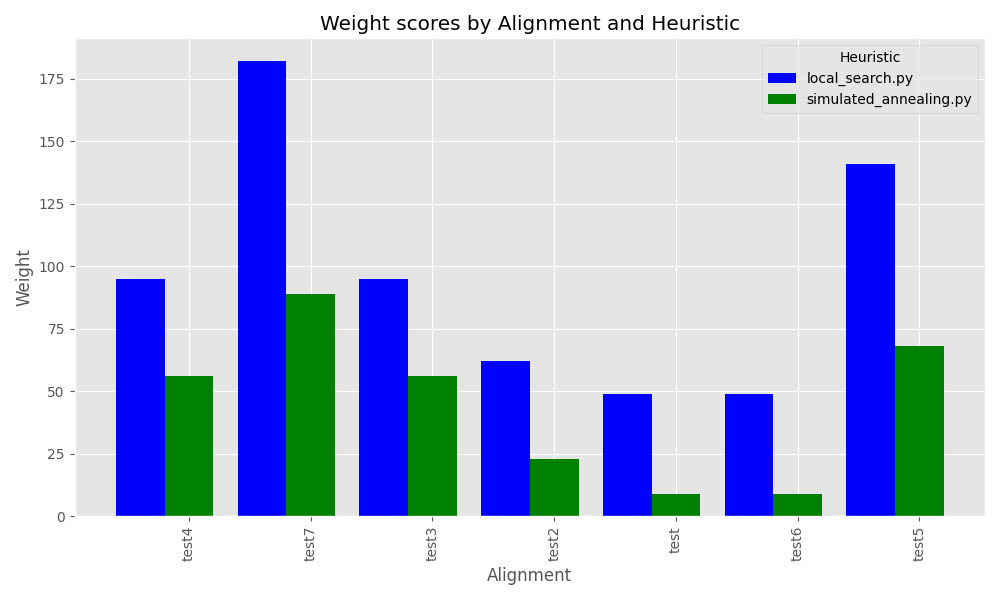 Weight scores by Alignment and Heuristic
Heuristic
local_search.py
simulated_annealing.py
Weight
175
150
125
100
75
50
25
0
test4
test7
test3
test2
test
test6
test5
Alignment